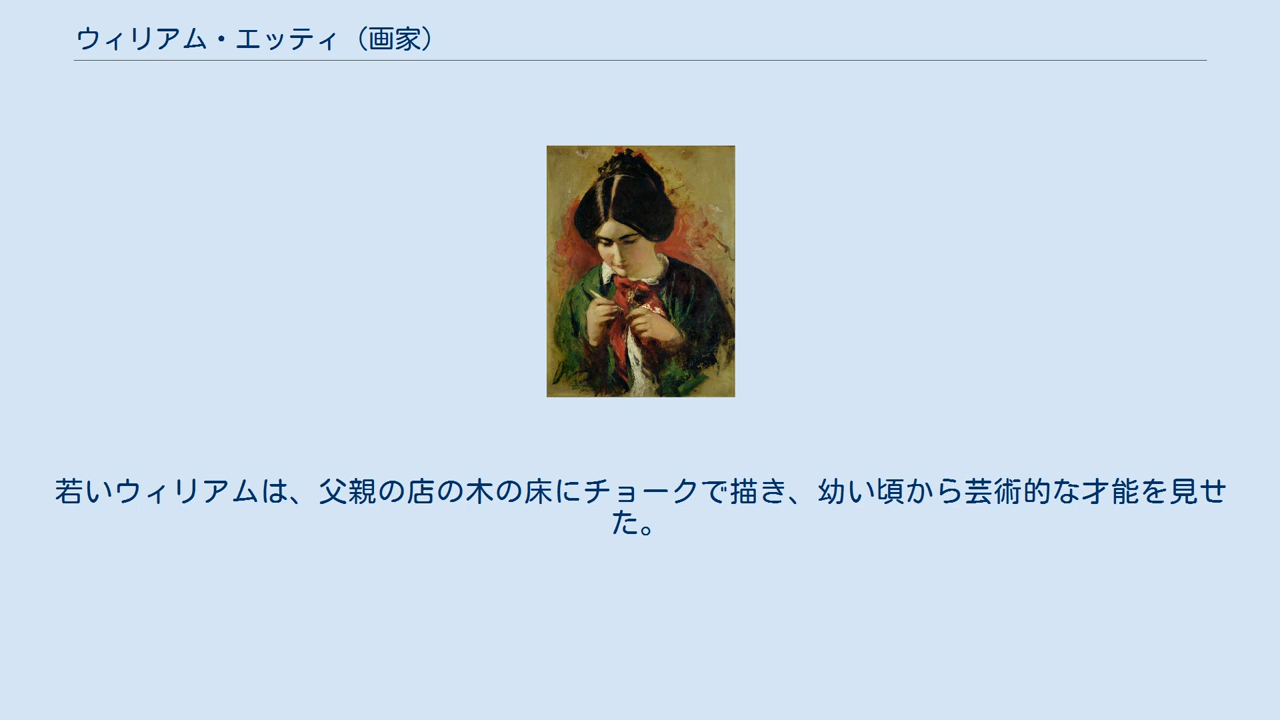 ウィリアム・エッティ（画家）
若いウィリアムは、父親の店の木の床にチョークで描き、幼い頃から芸術的な才能を見せ
た。